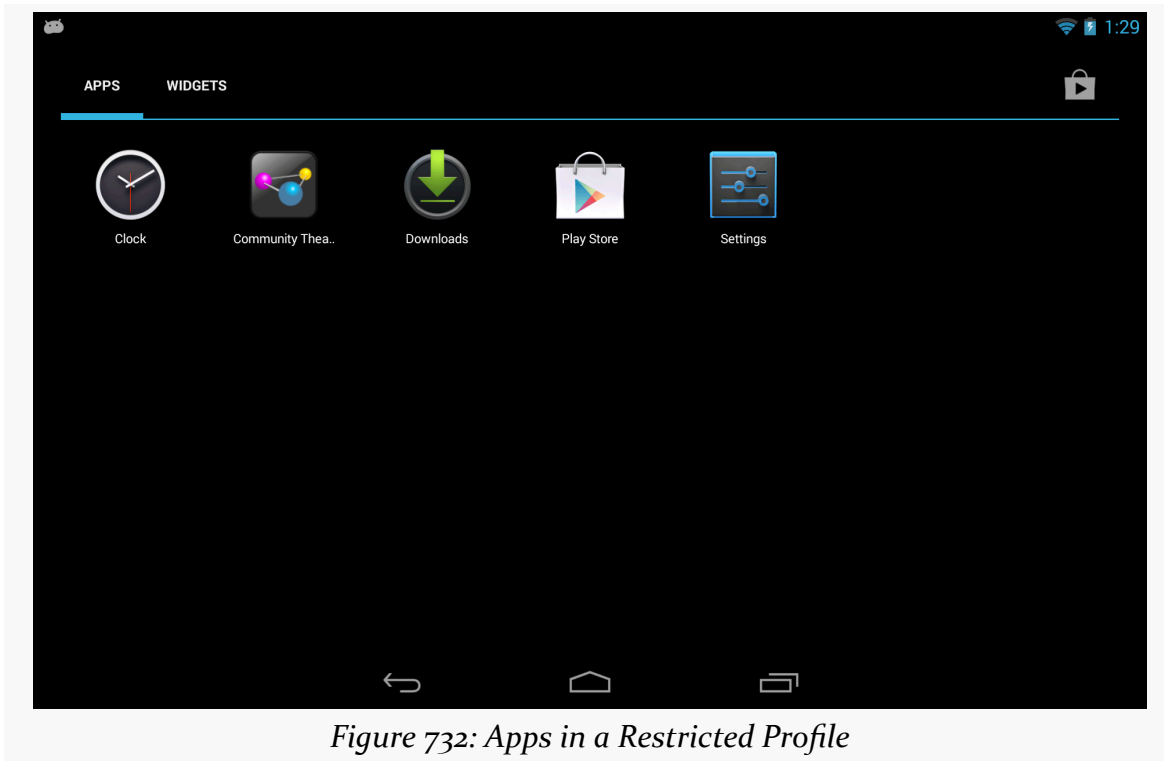 1:29
APPS WIDGETS
Clock Community Thea.. Downloads Play Store Settings
Figure 732: Apps in a Restricted Profile